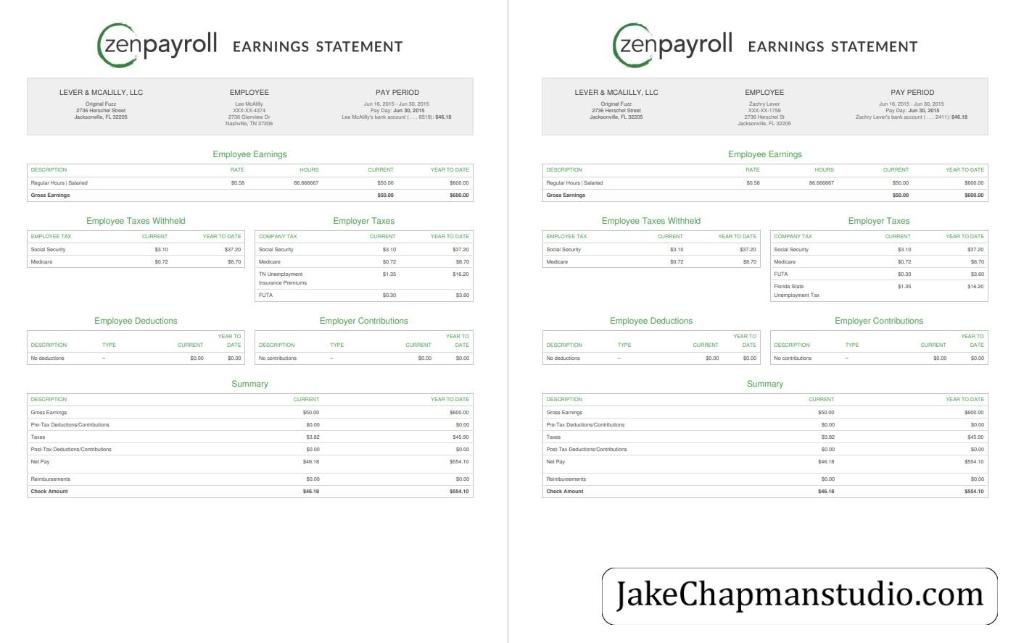 zenpayroll EARNINGS STATEMENT
LEVER & MCALILLY, LLC EMPLOYEE PAY PERIOD
Original Fuzz Lee McAlilly Jun 16, 2015 - Jun 30, 2015
2736 Herschel Street XXX-XX-4374 Pay Day: Jun 30, 2015
Jacksonville, FL 32205 2736 Glenview Dr Lee McAlilly's bank account ( . . . 6519): $46.18
Nashville, TN 37206
Employee Earnings
DESCRIPTION RATE HOURS CURRENT YEAR TO DATE
Regular Hours | Salaried $0.58 86.666667 $50.00 $600.00
Gross Earnings $50.00 $600.00
Employee Taxes Withheld Employer Taxes
EMPLOYEE TAX CURRENT YEAR TO DATE COMPANY TAX CURRENT YEAR TO DATE
Social Security $3.10 $37.20 Social Security $3.10 $37.20
Medicare $0.72 $8.70 Medicare $0.72 $8.70
TN Unemployment $1.35 $16.20
Insurance Premiums
FUTA $0.30 $3.60
Employee Deductions Employer Contributions
DESCRIPTION TYPE CURRENT YEAR TO DATE DESCRIPTION TYPE CURRENT YEAR TO DATE
No deductions – $0.00 $0.00 No contributions – $0.00 $0.00
Summary
DESCRIPTION CURRENT YEAR TO DATE
Gross Earnings $50.00 $600.00
Pre-Tax Deductions/Contributions $0.00 $0.00
Taxes $3.82 $45.90
Post-Tax Deductions/Contributions $0.00 $0.00
Net Pay $46.18 $554.10
Reimbursements $0.00 $0.00
Check Amount $46.18 $554.10
zenpayroll EARNINGS STATEMENT
LEVER & MCALILLY, LLC EMPLOYEE PAY PERIOD
Original Fuzz Zachry Lever Jun 16, 2015 - Jun 30, 2015
2736 Herschel Street XXX-XX-1759 Pay Day: Jun 30, 2015
Jacksonville, FL 32205 2736 Herschel St Zachry Lever's bank account ( . . . 2411): $46.18
Jacksonville, FL 32205
Employee Earnings
DESCRIPTION RATE HOURS CURRENT YEAR TO DATE
Regular Hours | Salaried $0.58 86.666667 $50.00 $600.00
Gross Earnings $50.00 $600.00
Employee Taxes Withheld Employer Taxes
EMPLOYEE TAX CURRENT YEAR TO DATE COMPANY TAX CURRENT YEAR TO DATE
Social Security $3.10 $37.20 Social Security $3.10 $37.20
Medicare $0.72 $8.70 Medicare $0.72 $8.70
FUTA $0.30 $3.60
Florida State $1.35 $16.20
Unemployment Tax
Employee Deductions Employer Contributions
DESCRIPTION TYPE CURRENT YEAR TO DATE DESCRIPTION TYPE CURRENT YEAR TO DATE
No deductions – $0.00 $0.00 No contributions – $0.00 $0.00
Summary
DESCRIPTION CURRENT YEAR TO DATE
Gross Earnings $50.00 $600.00
Pre-Tax Deductions/Contributions $0.00 $0.00
Taxes $3.82 $45.90
Post-Tax Deductions/Contributions $0.00 $0.00
Net Pay $46.18 $554.10
Reimbursements $0.00 $0.00
Check Amount $46.18 $554.10
JakeChapmanstudio.com